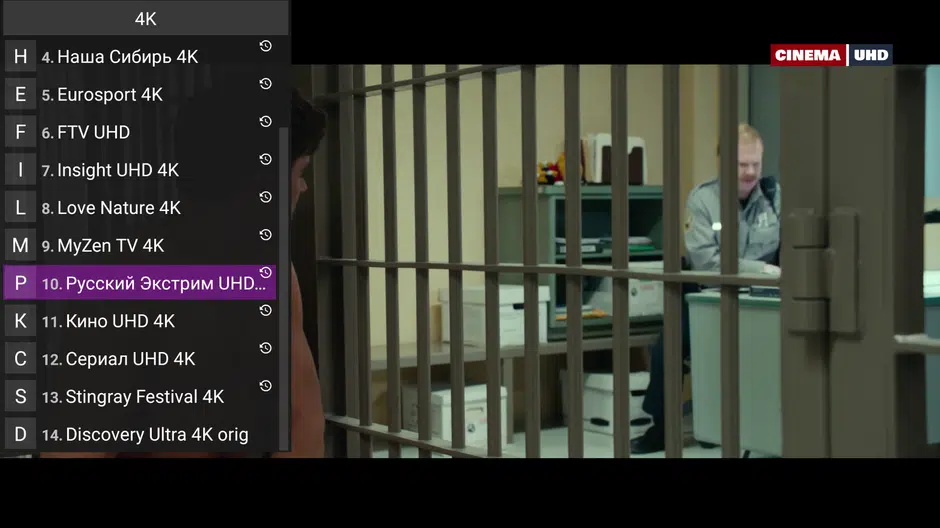 4K
CINEMA UHD
Н 4. Наша Сибирь 4K
E 5. Eurosport 4K
F 6. FTV UHD
I 7. Insight UHD 4K
L 8. Love Nature 4K
M 9. MyZen TV 4K
Р 10. Русский Экстрим UHD...
К 11. Кино UHD 4K
С 12. Сериал UHD 4K
S 13. Stingray Festival 4K
D 14. Discovery Ultra 4K orig